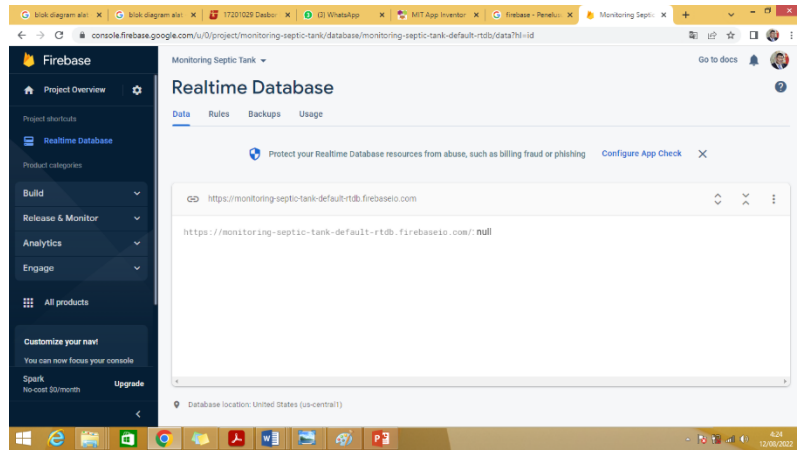 blok diagram alat
blok diagram alat
17201029 Dasbor
(3) WhatsApp
MIT App Inventor
firebase - Penelus
Monitoring Septic
console.firebase.google.com/u/0/project/monitoring-septic-tank/database/monitoring-septic-tank-default-rtdb/data?hl=id
Firebase
Monitoring Septic Tank
Go to docs
Project Overview
Realtime Database
Project shortcuts
Data Rules Backups Usage
Realtime Database
Product categories
Protect your Realtime Database resources from abuse, such as billing fraud or phishing Configure App Check
Build
https://monitoring-septic-tank-default-rtdb.firebaseio.com
Release & Monitor
https://monitoring-septic-tank-default-rtdb.firebaseio.com/: null
Analytics
Engage
All products
Customize your nav!
You can now focus your console
Spark
No-cost $0/month
Upgrade
Database location: United States (us-central1)
4:24
12/08/2022